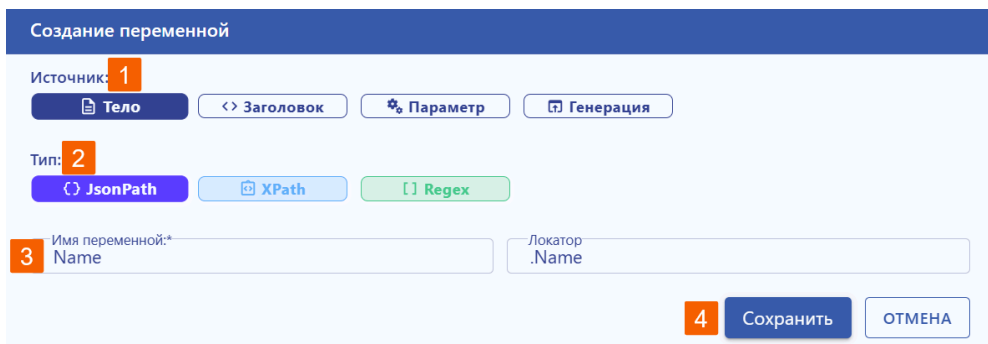 Создание переменной
Источник: 1
Тело <> Заголовок Параметр Генерация
Тип: 2
{} JsonPath XPath [] Regex
Имя переменной:* Локатор
3 Name .Name
4 Сохранить ОТМЕНА